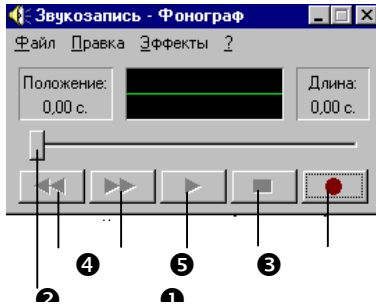 Звукозапись - Фонограф
Файл Правка Эффекты ?
Положение: 0,00 с.
Длина: 0,00 с.
❹ ❺ ❸
❷ ❶